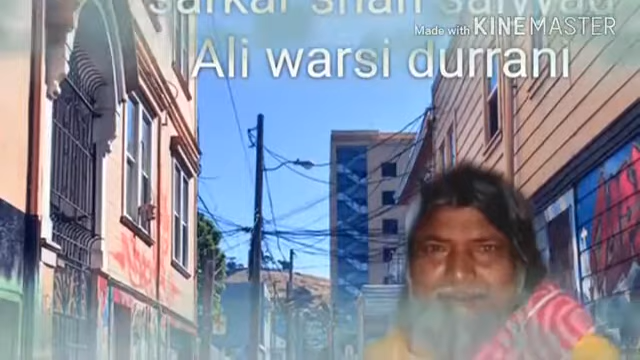 sarkar shah sayyad
Made with KINEMASTER
Ali warsi durrani